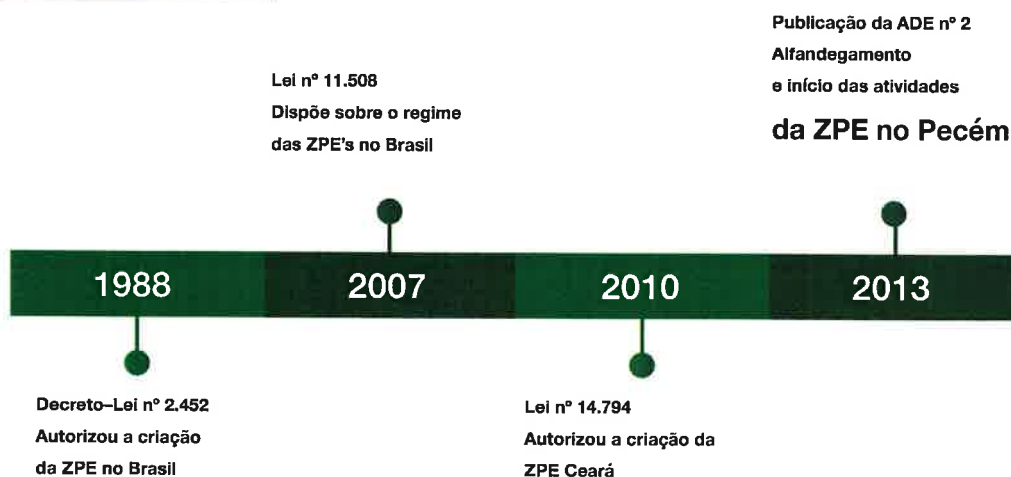 Publicação da ADE nº 2
Alfandegamento
e início das atividades
da ZPE no Pecém
Lei nº 11.508
Dispõe sobre o regime
das ZPE's no Brasil
1988
2007
2010
2013
Decreto–Lei nº 2.452
Autorizou a criação
da ZPE no Brasil
Lei nº 14.794
Autorizou a criação da
ZPE Ceará